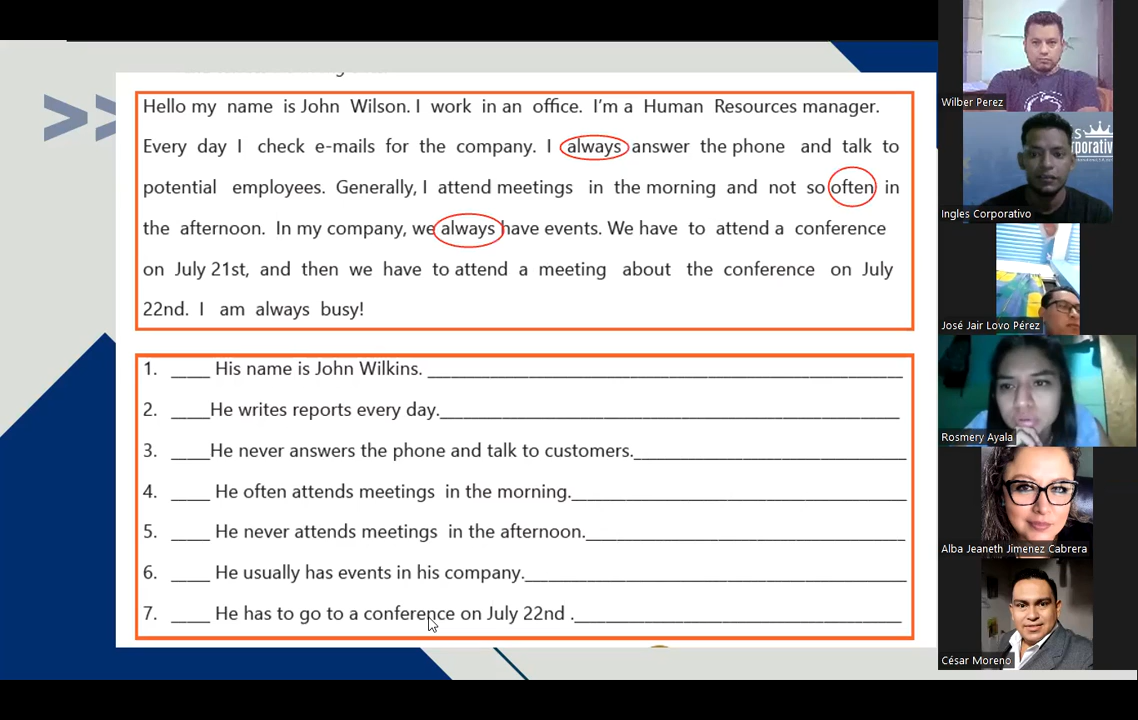 Hello my name is John Wilson. I work in an office. I'm a Human Resources manager.
Every day I check e-mails for the company. I always answer the phone and talk to
potential employees. Generally, I attend meetings in the morning and not so often in
the afternoon. In my company, we always have events. We have to attend a conference
on July 21st, and then we have to attend a meeting about the conference on July
22nd. I am always busy!
1. ____ His name is John Wilkins. ____
2. ____He writes reports every day.____
3. ____He never answers the phone and talk to customers.____
4. ____ He often attends meetings in the morning.____
5. ____ He never attends meetings in the afternoon.____
6. ____ He usually has events in his company.____
7. ____ He has to go to a conference on July 22nd .____
Wilber Perez
Ingles Corporativo
José Jair Lovo Pérez
Rosmery Ayala
Alba Jeaneth Jimenez Cabrera
César Moreno